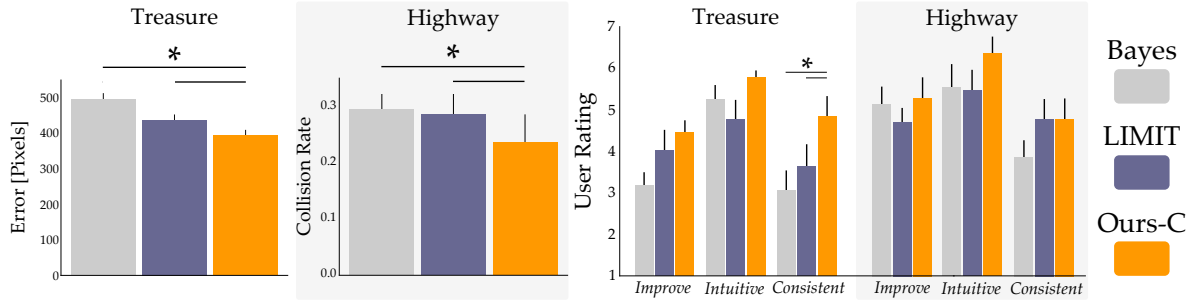 Treasure
*
Error [Pixels]
500
400
300
200
100
0
Highway
*
Collision Rate
0.3
0.2
0.1
0.0
Treasure
Highway
*
User Rating
7
6
5
4
3
2
1
Improve Intuitive Consistent
Improve Intuitive Consistent
Bayes
LIMIT
Ours-C